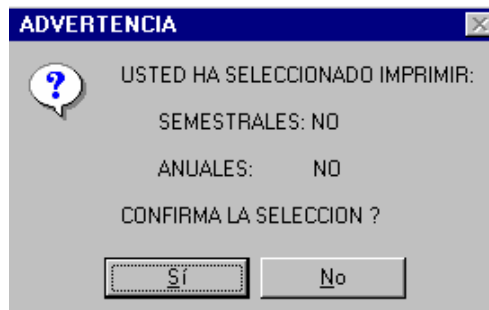 ADVERTENCIA
USTED HA SELECCIONADO IMPRIMIR:
SEMESTRALES: NO
ANUALES: NO
CONFIRMA LA SELECCION ?
Sí No